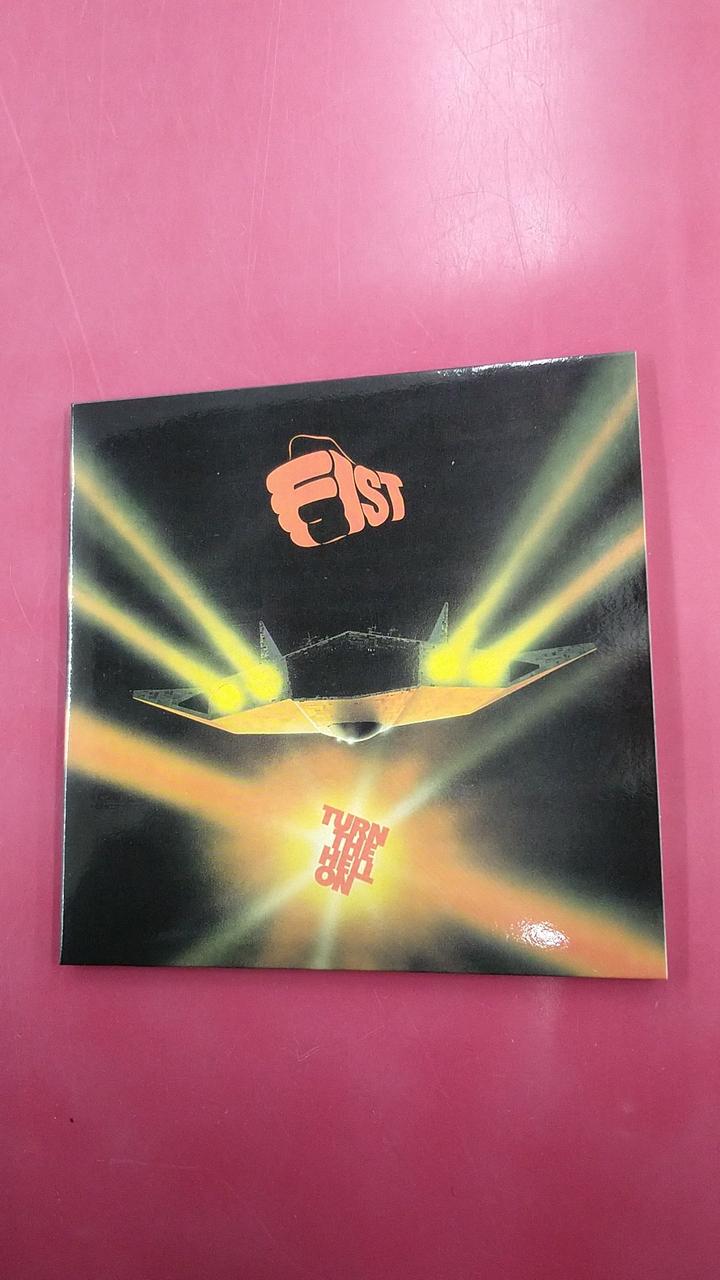 FIST
TURN
THE
HELL
ON